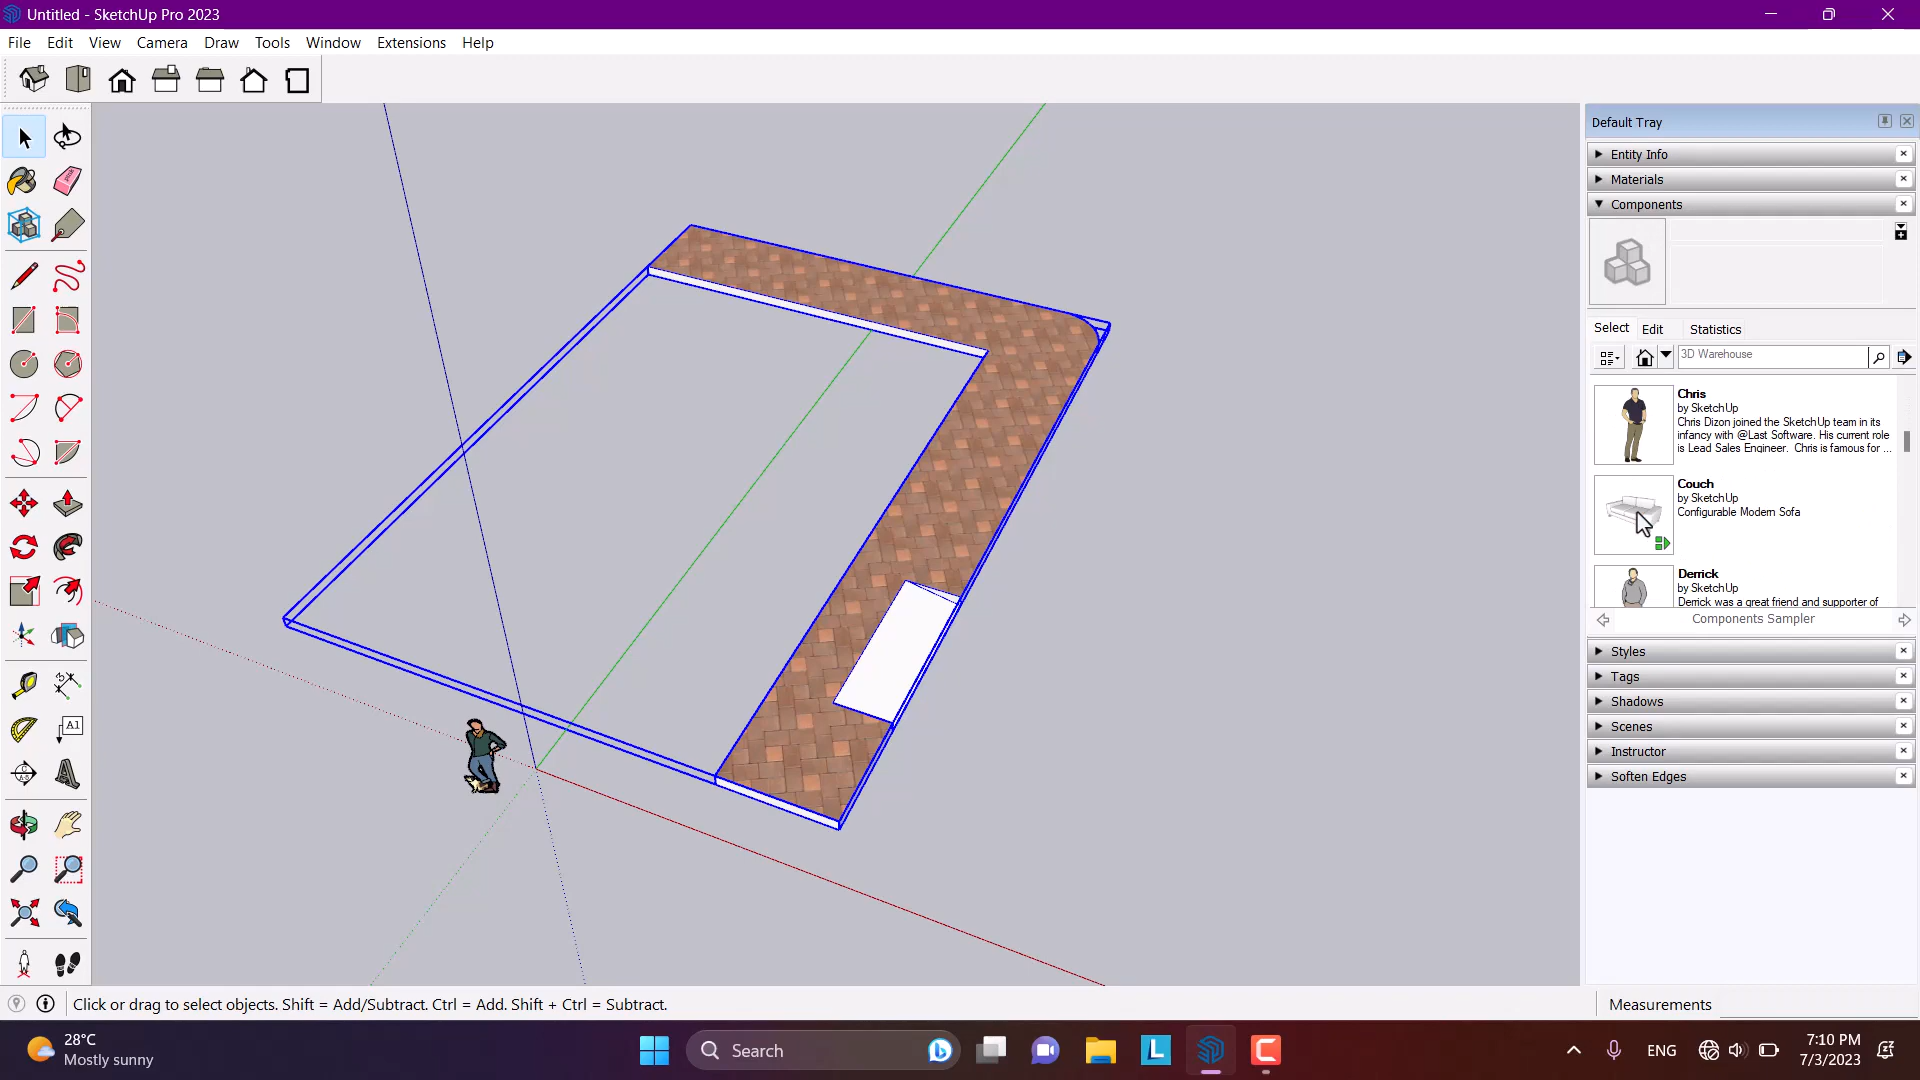 Untitled - SketchUp Pro 2023
File Edit View Camera Draw Tools Window Extensions Help
Default Tray
Entity Info
Materials
Components
Select Edit Statistics
3D Warehouse
Chris
by SketchUp
Chris Dizon joined the SketchUp team in its
infancy with @Last Software. His current role
is Lead Sales Engineer. Chris is famous for ...
Couch
by SketchUp
Configurable Modern Sofa
Derrick
by SketchUp
Derrick was a great friend and supporter of
Components Sampler
Styles
Tags
Shadows
Scenes
Instructor
Soften Edges
A1
Click or drag to select objects. Shift = Add/Subtract. Ctrl = Add. Shift + Ctrl = Subtract.
Measurements
28°C
Mostly sunny
Search
L
C
ENG
7:10 PM
7/3/2023